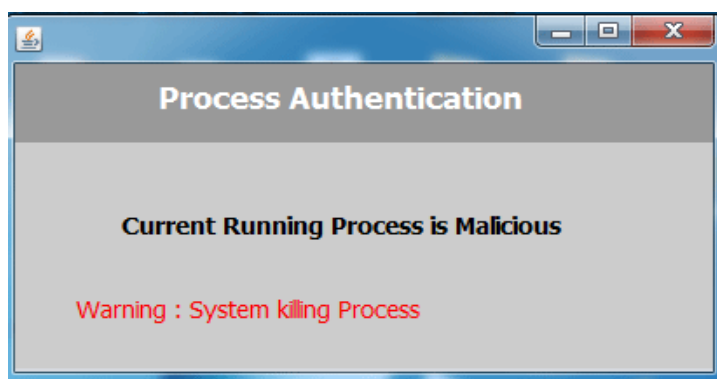 Process Authentication
Current Running Process is Malicious
Warning : System killing Process